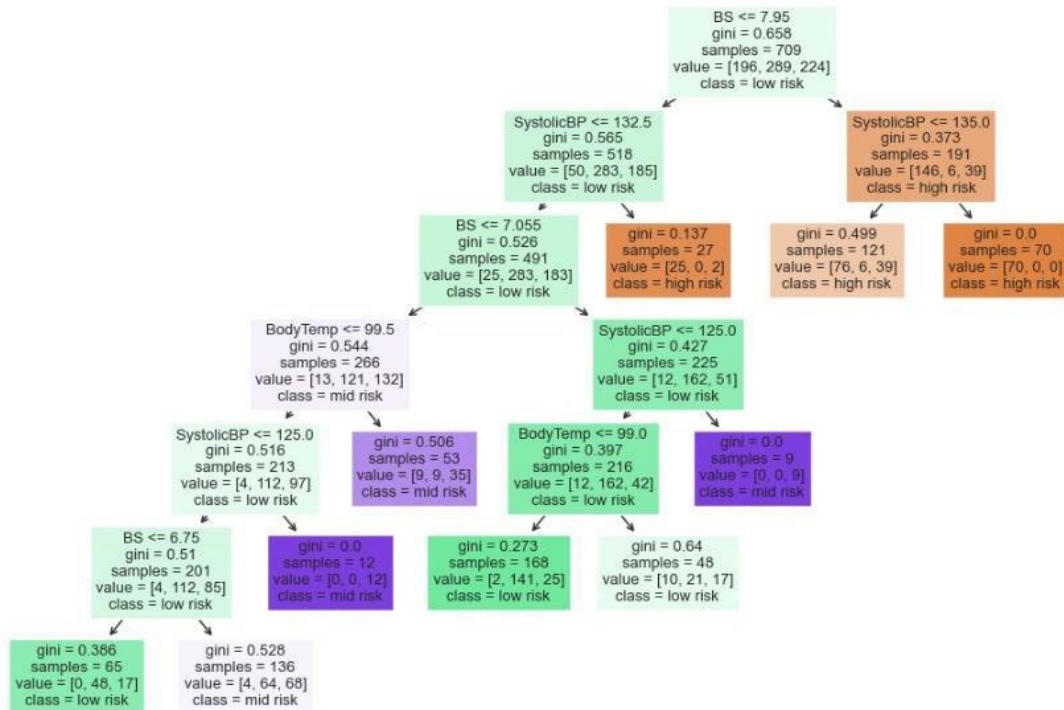 BS <= 7.95
gini = 0.658
samples = 709
value = [196, 289, 224]
class = low risk
SystolicBP <= 132.5
gini = 0.565
samples = 518
value = [50, 283, 185]
class = low risk
SystolicBP <= 135.0
gini = 0.373
samples = 191
value = [146, 6, 39]
class = high risk
BS <= 7.055
gini = 0.526
samples = 491
value = [25, 283, 183]
class = low risk
gini = 0.137
samples = 27
value = [25, 0, 2]
class = high risk
gini = 0.499
samples = 121
value = [76, 6, 39]
class = high risk
gini = 0.0
samples = 70
value = [70, 0, 0]
class = high risk
BodyTemp <= 99.5
gini = 0.544
samples = 266
value = [13, 121, 132]
class = mid risk
SystolicBP <= 125.0
gini = 0.427
samples = 225
value = [12, 162, 51]
class = low risk
SystolicBP <= 125.0
gini = 0.516
samples = 213
value = [4, 112, 97]
class = low risk
gini = 0.506
samples = 53
value = [9, 9, 35]
class = mid risk
BodyTemp <= 99.0
gini = 0.397
samples = 216
value = [12, 162, 42]
class = low risk
gini = 0.0
samples = 9
value = [0, 0, 9]
class = mid risk
BS <= 6.75
gini = 0.51
samples = 201
value = [4, 112, 85]
class = low risk
gini = 0.0
samples = 12
value = [0, 0, 12]
class = mid risk
gini = 0.273
samples = 168
value = [2, 141, 25]
class = low risk
gini = 0.64
samples = 48
value = [10, 21, 17]
class = low risk
gini = 0.386
samples = 65
value = [0, 48, 17]
class = low risk
gini = 0.528
samples = 136
value = [4, 64, 68]
class = mid risk